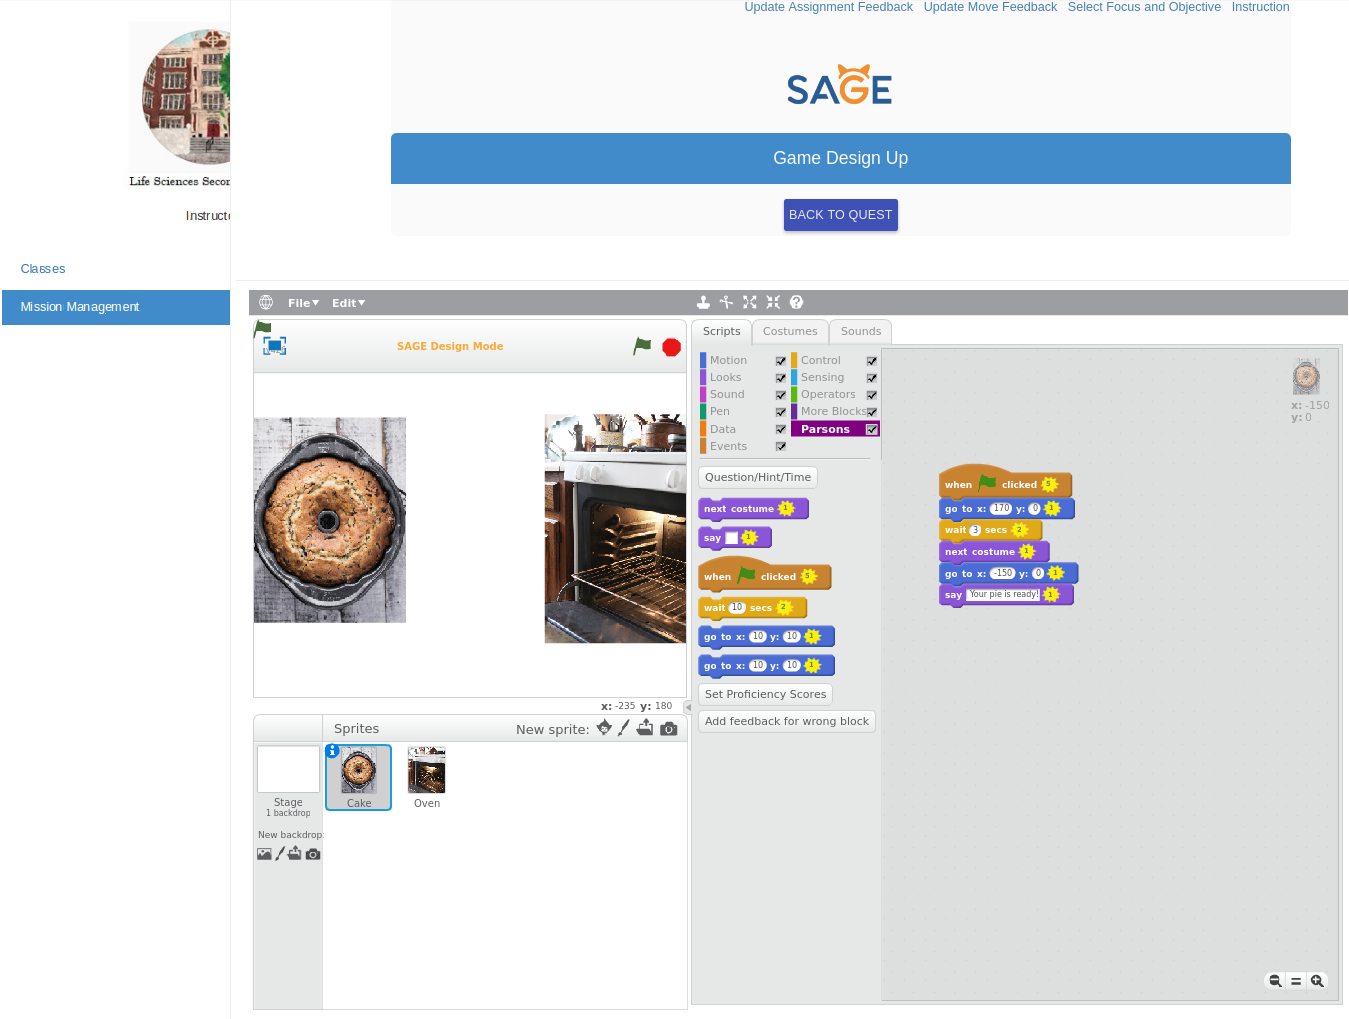 Update Assignment Feedback Update Move Feedback Select Focus and Objective Instruction
SAGE
Game Design Up
BACK TO QUEST
Life Sciences Secon
Instructo
Classes
Mission Management
File Edit
SAGE Design Mode
x: -235 y: 180
Sprites New sprite:
Stage
1 backdrop
New backdrop:
Cake
Oven
Scripts Costumes Sounds
Motion Control
Looks Sensing
Sound Operators
Pen More Blocks
Data Parsons
Events
Question/Hint/Time
next costume 1
say 1
when clicked 5
wait 10 secs 2
go to x: 10 y: 10 1
go to x: 10 y: 10 1
Set Proficiency Scores
Add feedback for wrong block
x: -150
y: 0
when clicked 5
go to x: 170 y: 0 1
wait 3 secs 2
next costume 1
go to x: -150 y: 0 1
say Your pie is ready! 1